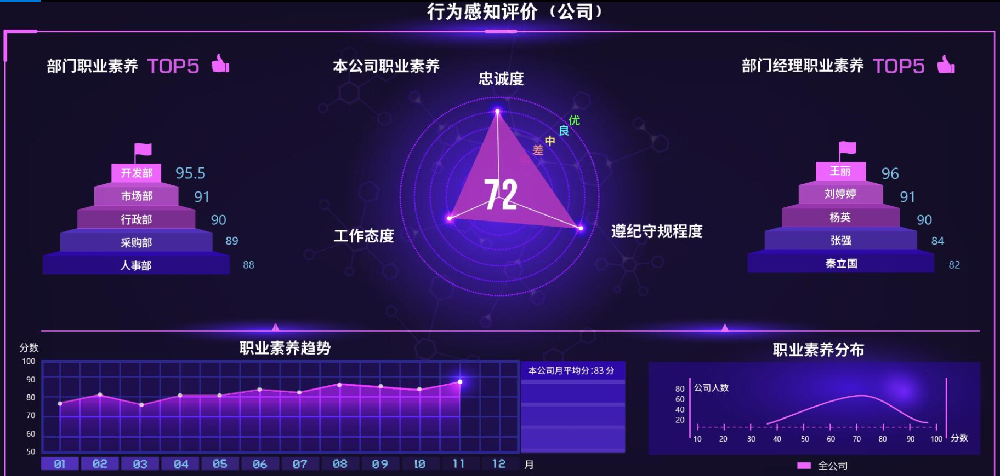 行为感知评价（公司）
部门职业素养 TOP5
开发部 95.5
市场部 91
行政部 90
采购部 89
人事部 88
本公司职业素养
忠诚度
优
良
中
差
72
工作态度
遵纪守规程度
部门经理职业素养 TOP5
王丽 96
刘婷婷 91
杨英 90
张强 84
秦立国 82
职业素养趋势
分数
100
90
80
70
60
50
01 02 03 04 05 06 07 08 09 10 11 12 月
本公司月平均分:83 分
职业素养分布
公司人数
80
60
40
20
10 20 30 40 50 60 70 80 90 100 分数
全公司